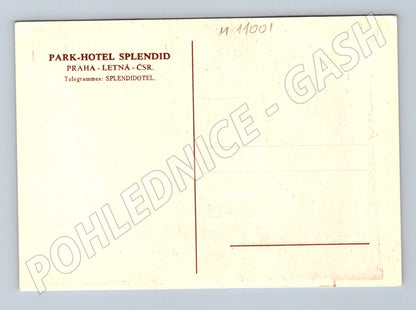 M 11001
PARK-HOTEL SPLENDID
PRAHA - LETNÁ - ČSR.
Telegrammes: SPLENDIDOTEL.
POHLEDNICE - GASH